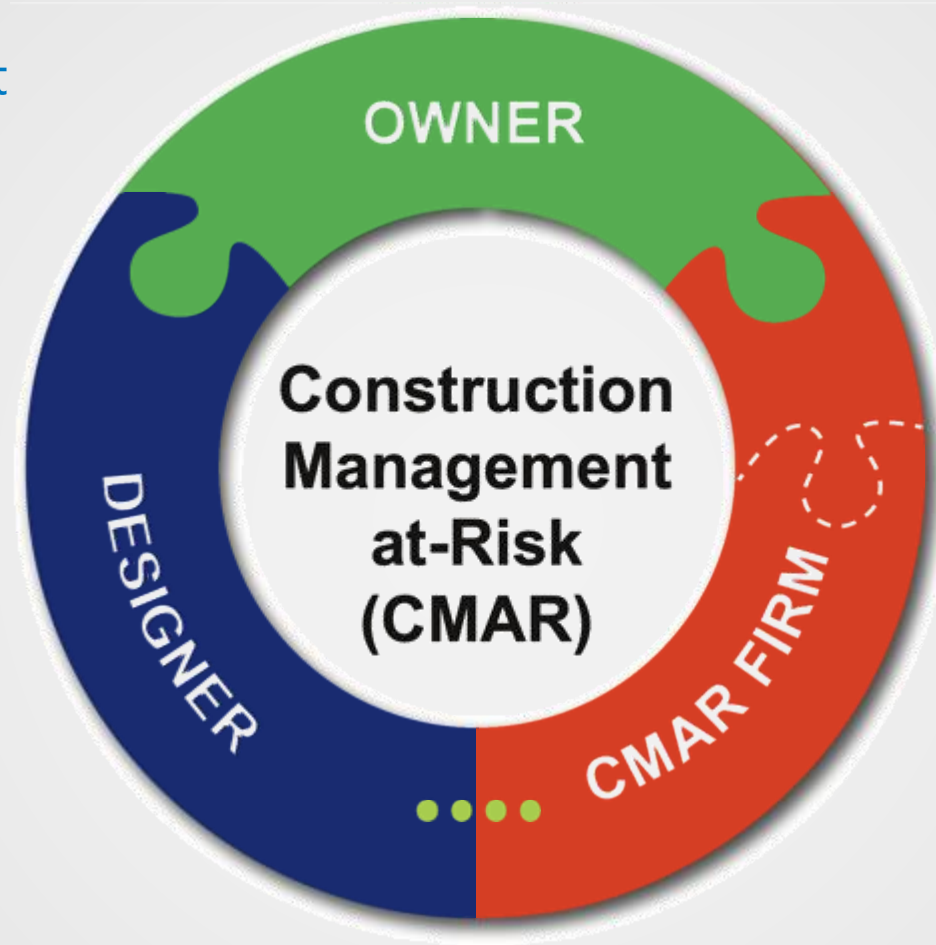 t
OWNER
Construction
Management
at-Risk
(CMAR)
DESIGNER
CMAR FIRM